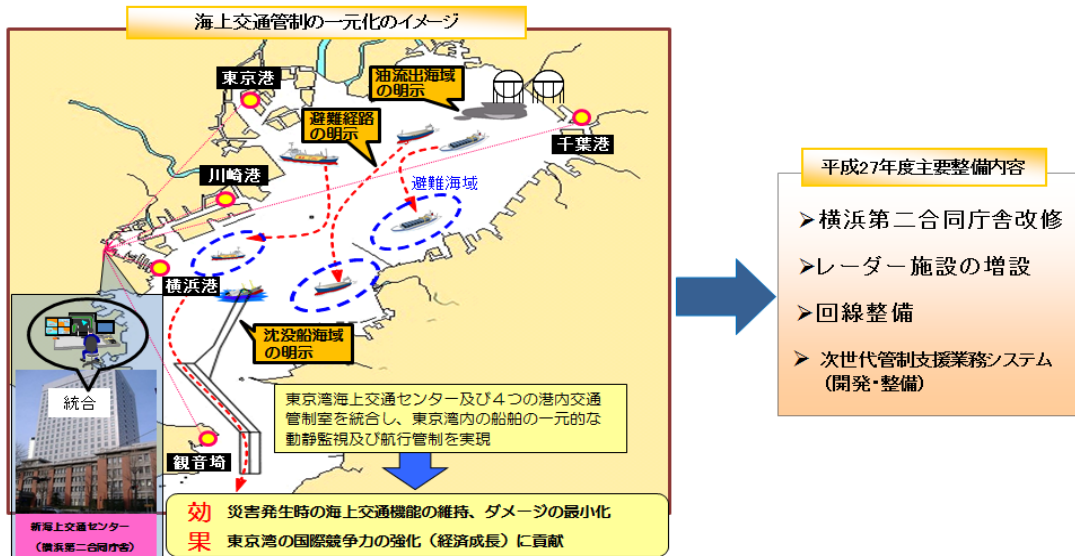 海上交通管制の一元化のイメージ
東京港
油流出海域
の明示
避難経路
の明示
千葉港
川崎港
避難海域
横浜港
沈没船海域
の明示
統合
観音埼
新海上交通センター
(横浜第二合同庁舎)
東京湾海上交通センター及び４つの港内交通
管制室を統合し、東京湾内の船舶の一元的な
動静監視及び航行管制を実現
効果
災害発生時の海上交通機能の維持、ダメージの最小化
東京湾の国際競争力の強化（経済成長）に貢献
平成27年度主要整備内容
➢横浜第二合同庁舎改修
➢レーダー施設の増設
➢回線整備
➢次世代管制支援業務システム
(開発・整備)